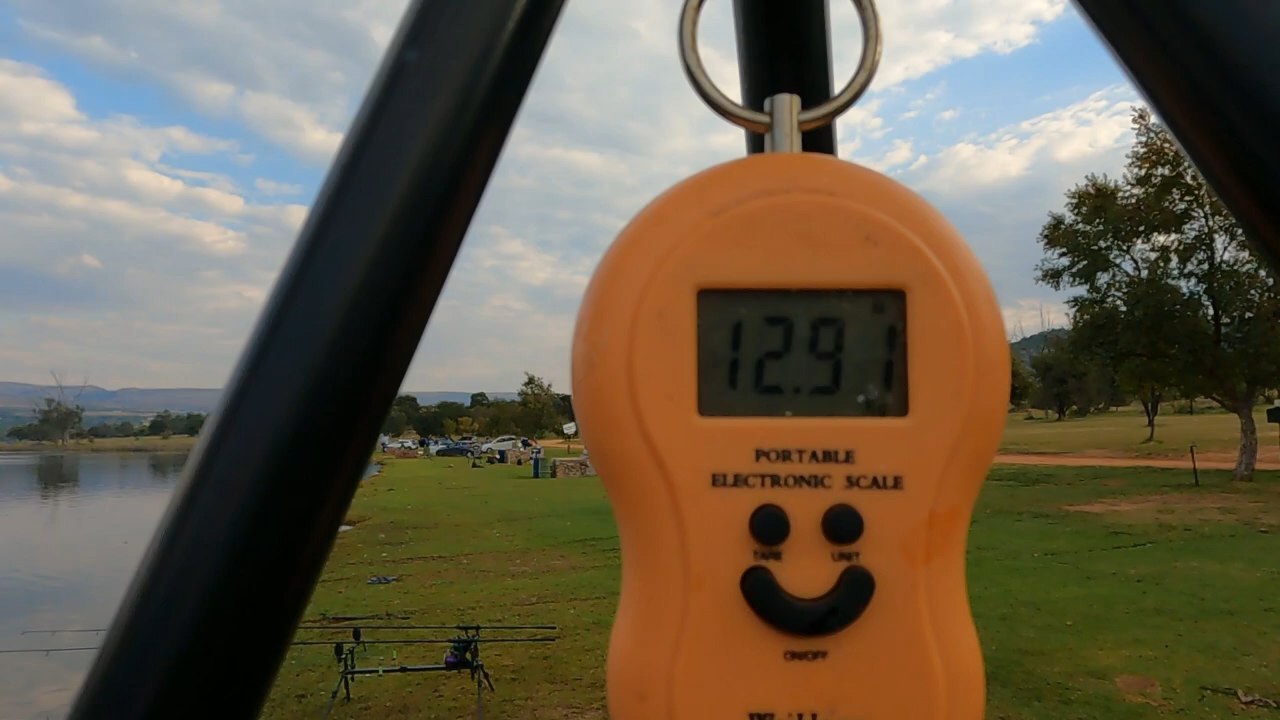 12.91
PORTABLE
ELECTRONIC SCALE
TARE UNIT
ON/OFF